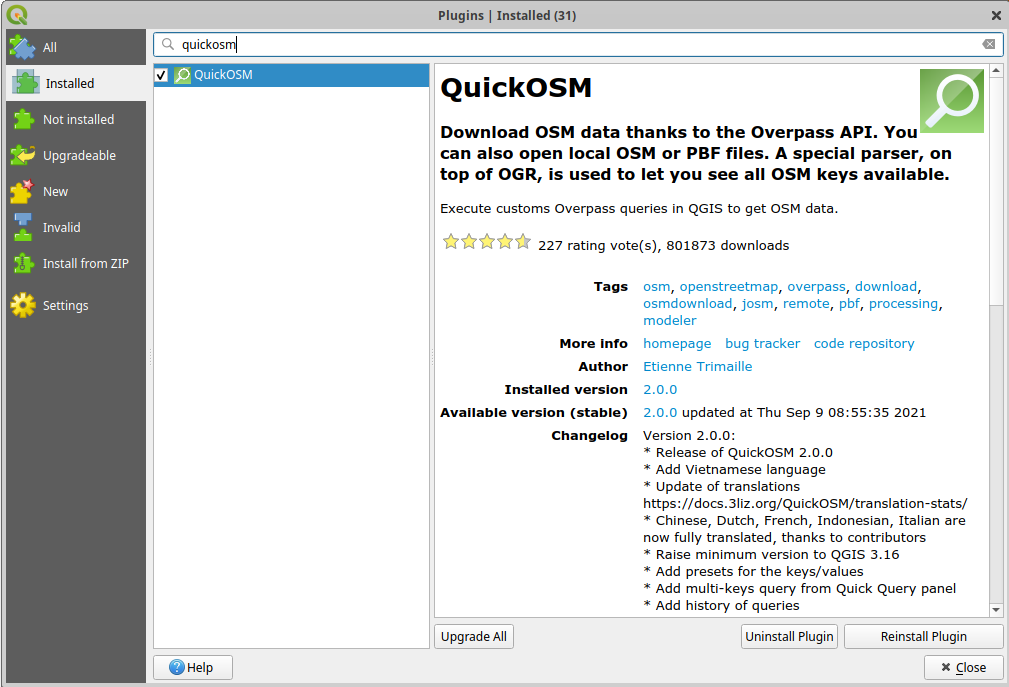 Plugins | Installed (31)
All
Installed
Not installed
Upgradeable
New
Invalid
Install from ZIP
Settings
quickosm
QuickOSM
QuickOSM
Download OSM data thanks to the Overpass API. You
can also open local OSM or PBF files. A special parser, on
top of OGR, is used to let you see all OSM keys available.
Execute customs Overpass queries in QGIS to get OSM data.
227 rating vote(s), 801873 downloads
Tags osm, openstreetmap, overpass, download,
osmdownload, josm, remote, pbf, processing,
modeler
More info homepage bug tracker code repository
Author Etienne Trimaille
Installed version 2.0.0
Available version (stable) 2.0.0 updated at Thu Sep 9 08:55:35 2021
Changelog Version 2.0.0:
* Release of QuickOSM 2.0.0
* Add Vietnamese language
* Update of translations
https://docs.3liz.org/QuickOSM/translation-stats/
* Chinese, Dutch, French, Indonesian, Italian are
now fully translated, thanks to contributors
* Raise minimum version to QGIS 3.16
* Add presets for the keys/values
* Add multi-keys query from Quick Query panel
* Add history of queries
Upgrade All Uninstall Plugin Reinstall Plugin
Help Close